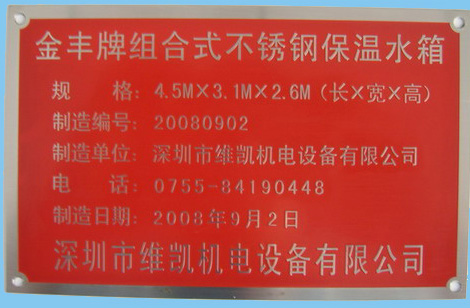 金丰牌组合式不锈钢保温水箱
规 格: 4.5M×3.1M×2.6M(长×宽×高)
制造编号: 20080902
制造单位: 深圳市维凯机电设备有限公司
电 话: 0755-84190448
制造日期: 2008年9月2日
深圳市维凯机电设备有限公司